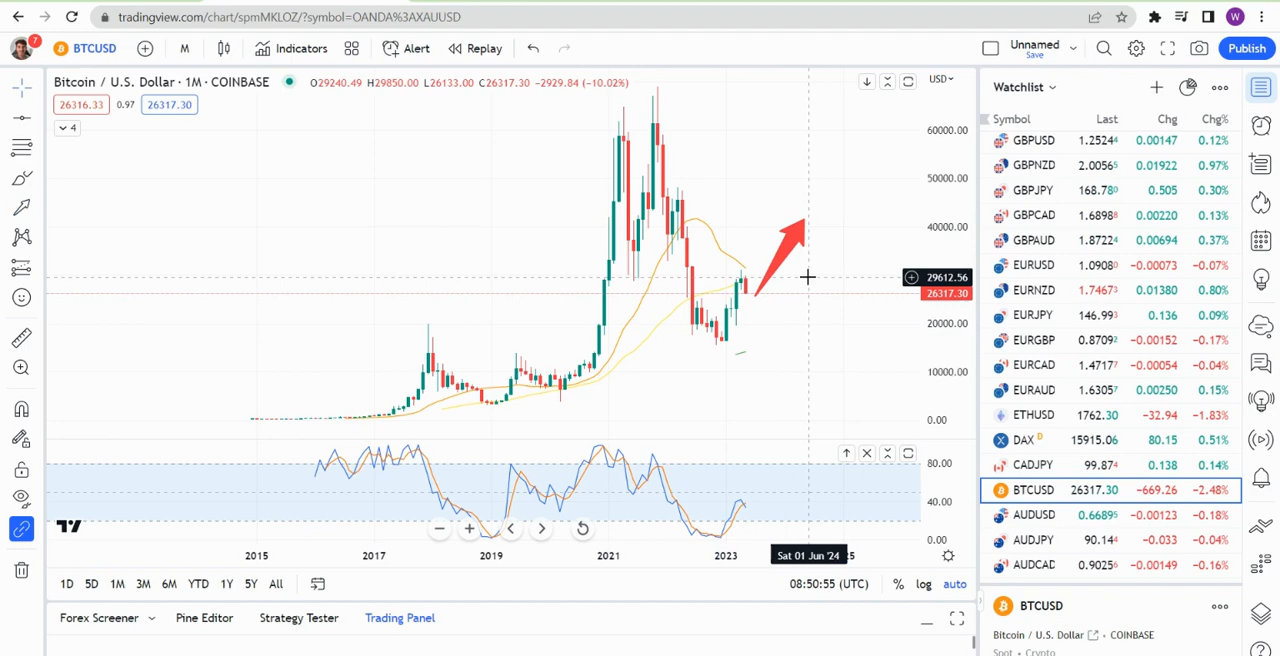 tradingview.com/chart/spmMKLOZ/?symbol=OANDA%3AXAUUSD
W
7
BTCUSD
M
Indicators
Alert
Replay
Unnamed
Save
Publish
Bitcoin / U.S. Dollar · 1M · COINBASE
O29240.49 H29850.00 L26133.00 C26317.30 -2929.84 (-10.02%)
26316.33 0.97 26317.30
4
USD
60000.00
50000.00
40000.00
29612.56
26317.30
20000.00
10000.00
0.00
80.00
40.00
0.00
2015 2017 2019 2021 2023 Sat 01 Jun '24
1D 5D 1M 3M 6M YTD 1Y 5Y All
08:50:55 (UTC) % log auto
Forex Screener Pine Editor Strategy Tester Trading Panel
Watchlist
Symbol Last Chg Chg%
GBPUSD 1.2524⁴ 0.00147 0.12%
GBPNZD 2.0056⁵ 0.01922 0.97%
GBPJPY 168.78⁰ 0.505 0.30%
GBPCAD 1.6898⁸ 0.00220 0.13%
GBPAUD 1.8722⁴ 0.00694 0.37%
EURUSD 1.0908⁰ -0.00073 -0.07%
EURNZD 1.7467³ 0.01380 0.80%
EURJPY 146.99³ 0.136 0.09%
EURGBP 0.8709² -0.00152 -0.17%
EURCAD 1.4717⁷ -0.00054 -0.04%
EURAUD 1.6305⁷ 0.00250 0.15%
ETHUSD 1762.30 -32.94 -1.83%
DAX D 15915.06 80.15 0.51%
CADJPY 99.87⁴ 0.138 0.14%
BTCUSD 26317.30 -669.26 -2.48%
AUDUSD 0.6689⁵ -0.00123 -0.18%
AUDJPY 90.14⁴ -0.033 -0.04%
AUDCAD 0.9025⁶ -0.00149 -0.16%
BTCUSD
Bitcoin / U.S. Dollar · COINBASE
Spot · Crypto